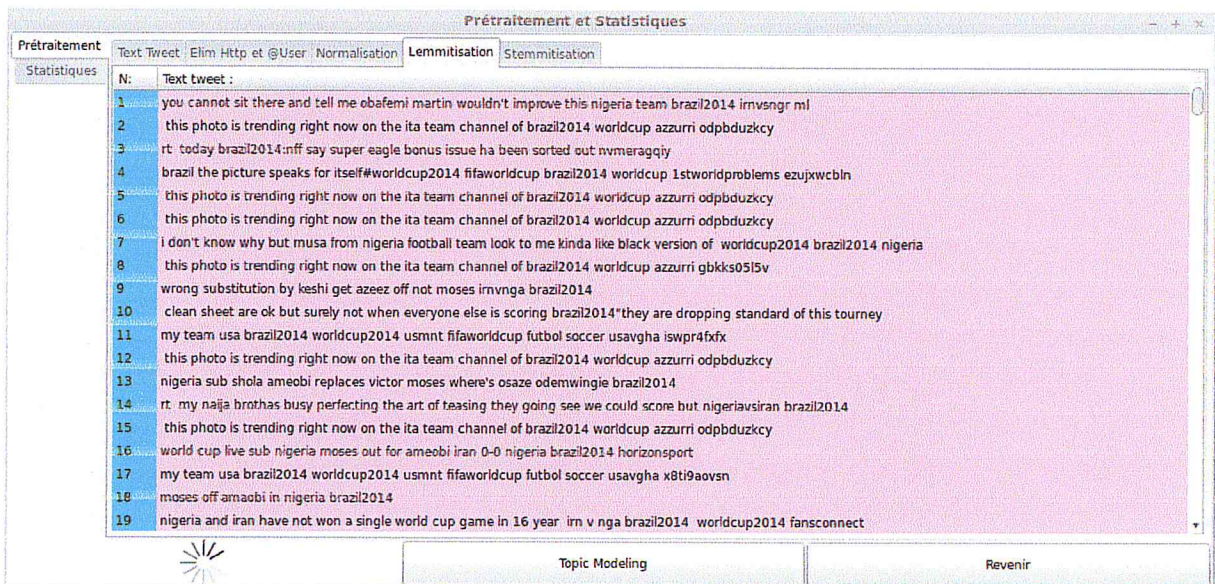 Prétraitement et Statistiques
Prétraitement
Statistiques
Text Tweet Elim Http et @User Normalisation Lemmitisation Stemmitisation
N: Text tweet :
1 you cannot sit there and tell me obafemi martin wouldn't improve this nigeria team brazil2014 irnvsngr ml
2 this photo is trending right now on the ita team channel of brazil2014 worldcup azzurri odpbduzkcy
3 rt today brazil2014:nff say super eagle bonus issue ha been sorted out nvmeragqiy
4 brazil the picture speaks for itself#worldcup2014 fifaworldcup brazil2014 worldcup 1stworldproblems ezujxwcbln
5 this photo is trending right now on the ita team channel of brazil2014 worldcup azzurri odpbduzkcy
6 this photo is trending right now on the ita team channel of brazil2014 worldcup azzurri odpbduzkcy
7 i don't know why but musa from nigeria football team look to me kinda like black version of worldcup2014 brazil2014 nigeria
8 this photo is trending right now on the ita team channel of brazil2014 worldcup azzurri gbkks05l5v
9 wrong substitution by keshi get azeez off not moses irnvnga brazil2014
10 clean sheet are ok but surely not when everyone else is scoring brazil2014"they are dropping standard of this tourney
11 my team usa brazil2014 worldcup2014 usmnt fifaworldcup futbol soccer usavgha iswpr4fxfx
12 this photo is trending right now on the ita team channel of brazil2014 worldcup azzurri odpbduzkcy
13 nigeria sub shola ameobi replaces victor moses where's osaze odemwingie brazil2014
14 rt my naija brothas busy perfecting the art of teasing they going see we could score but nigeriavsiran brazil2014
15 this photo is trending right now on the ita team channel of brazil2014 worldcup azzurri odpbduzkcy
16 world cup live sub nigeria moses out for ameobi iran 0-0 nigeria brazil2014 horizonsport
17 my team usa brazil2014 worldcup2014 usmnt fifaworldcup futbol soccer usavgha x8ti9aovsn
18 moses off amaobi in nigeria brazil2014
19 nigeria and iran have not won a single world cup game in 16 year irn v nga brazil2014 worldcup2014 fansconnect
Topic Modeling
Revenir